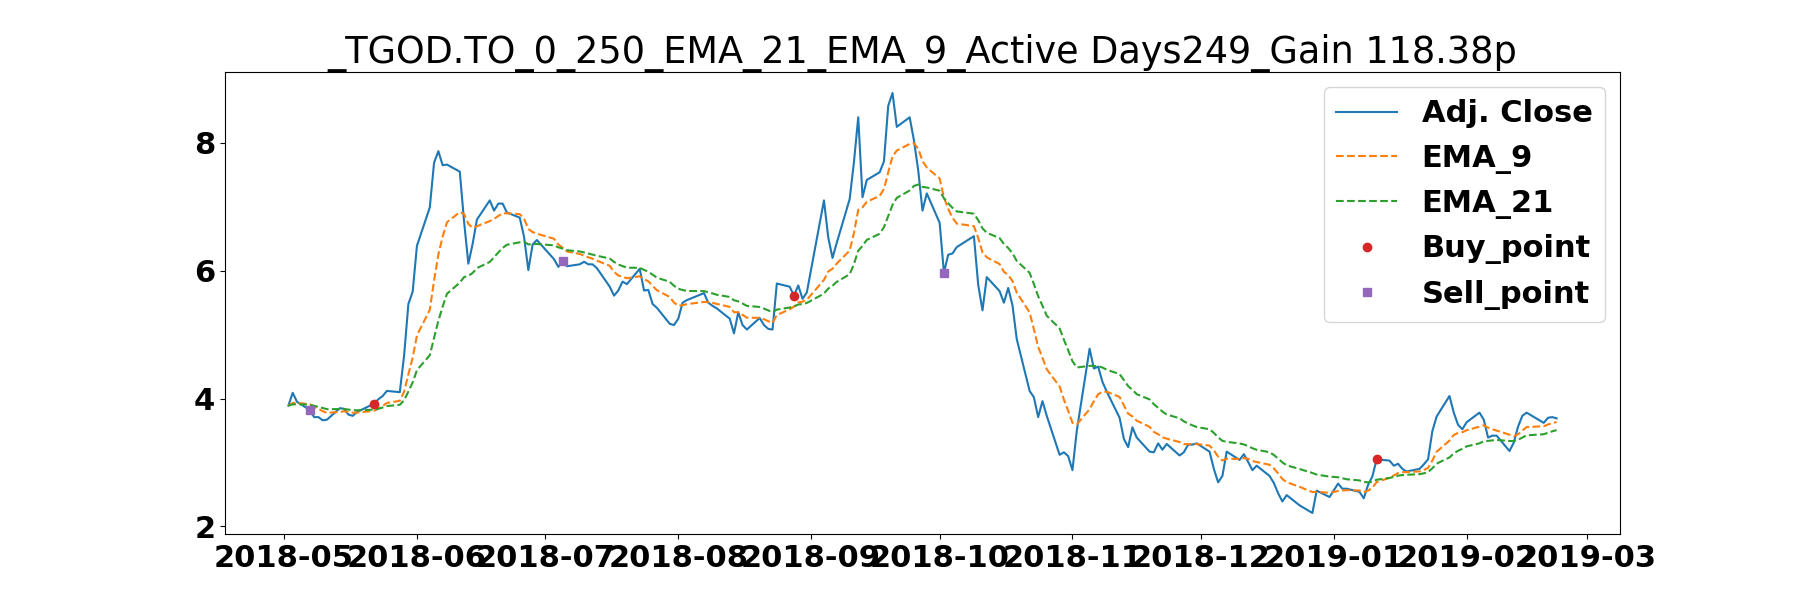 _TGOD.TO_0_250_EMA_21_EMA_9_Active Days249_Gain 118.38p
Adj. Close
EMA_9
EMA_21
Buy_point
Sell_point
8
6
4
2
2018-05 2018-06 2018-07 2018-08 2018-09 2018-10 2018-11 2018-12 2019-01 2019-02 2019-03